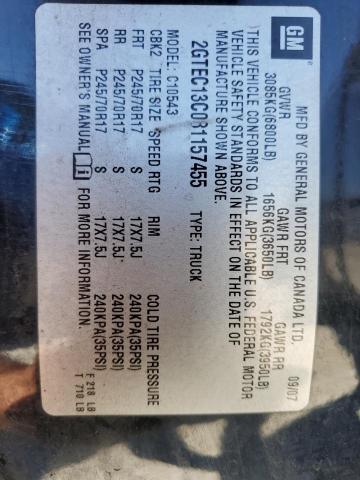 GM
MFD BY GENERAL MOTORS OF CANADA LTD.
09/07
GVWR GAWR FRT GAWR RR
3085KG(6800LB) 1656KG(3650LB) 1792KG(3950LB)
THIS VEHICLE CONFORMS TO ALL APPLICABLE U.S. FEDERAL MOTOR
VEHICLE SAFETY STANDARDS IN EFFECT ON THE DATE OF
MANUFACTURE SHOWN ABOVE.
2GTEC13C081157455 TYPE: TRUCK
MODEL: C10543
CBK2 TIRE SIZE SPEED RTG RIM COLD TIRE PRESSURE
FRT P245/70R17 S 17X7.5J 240KPA(35PSI)
RR P245/70R17 S 17X7.5J 240KPA(35PSI)
SPA P245/70R17 S 17X7.5J 240KPA(35PSI)
SEE OWNER'S MANUAL i FOR MORE INFORMATION.
F 218 LB
T 710 LB